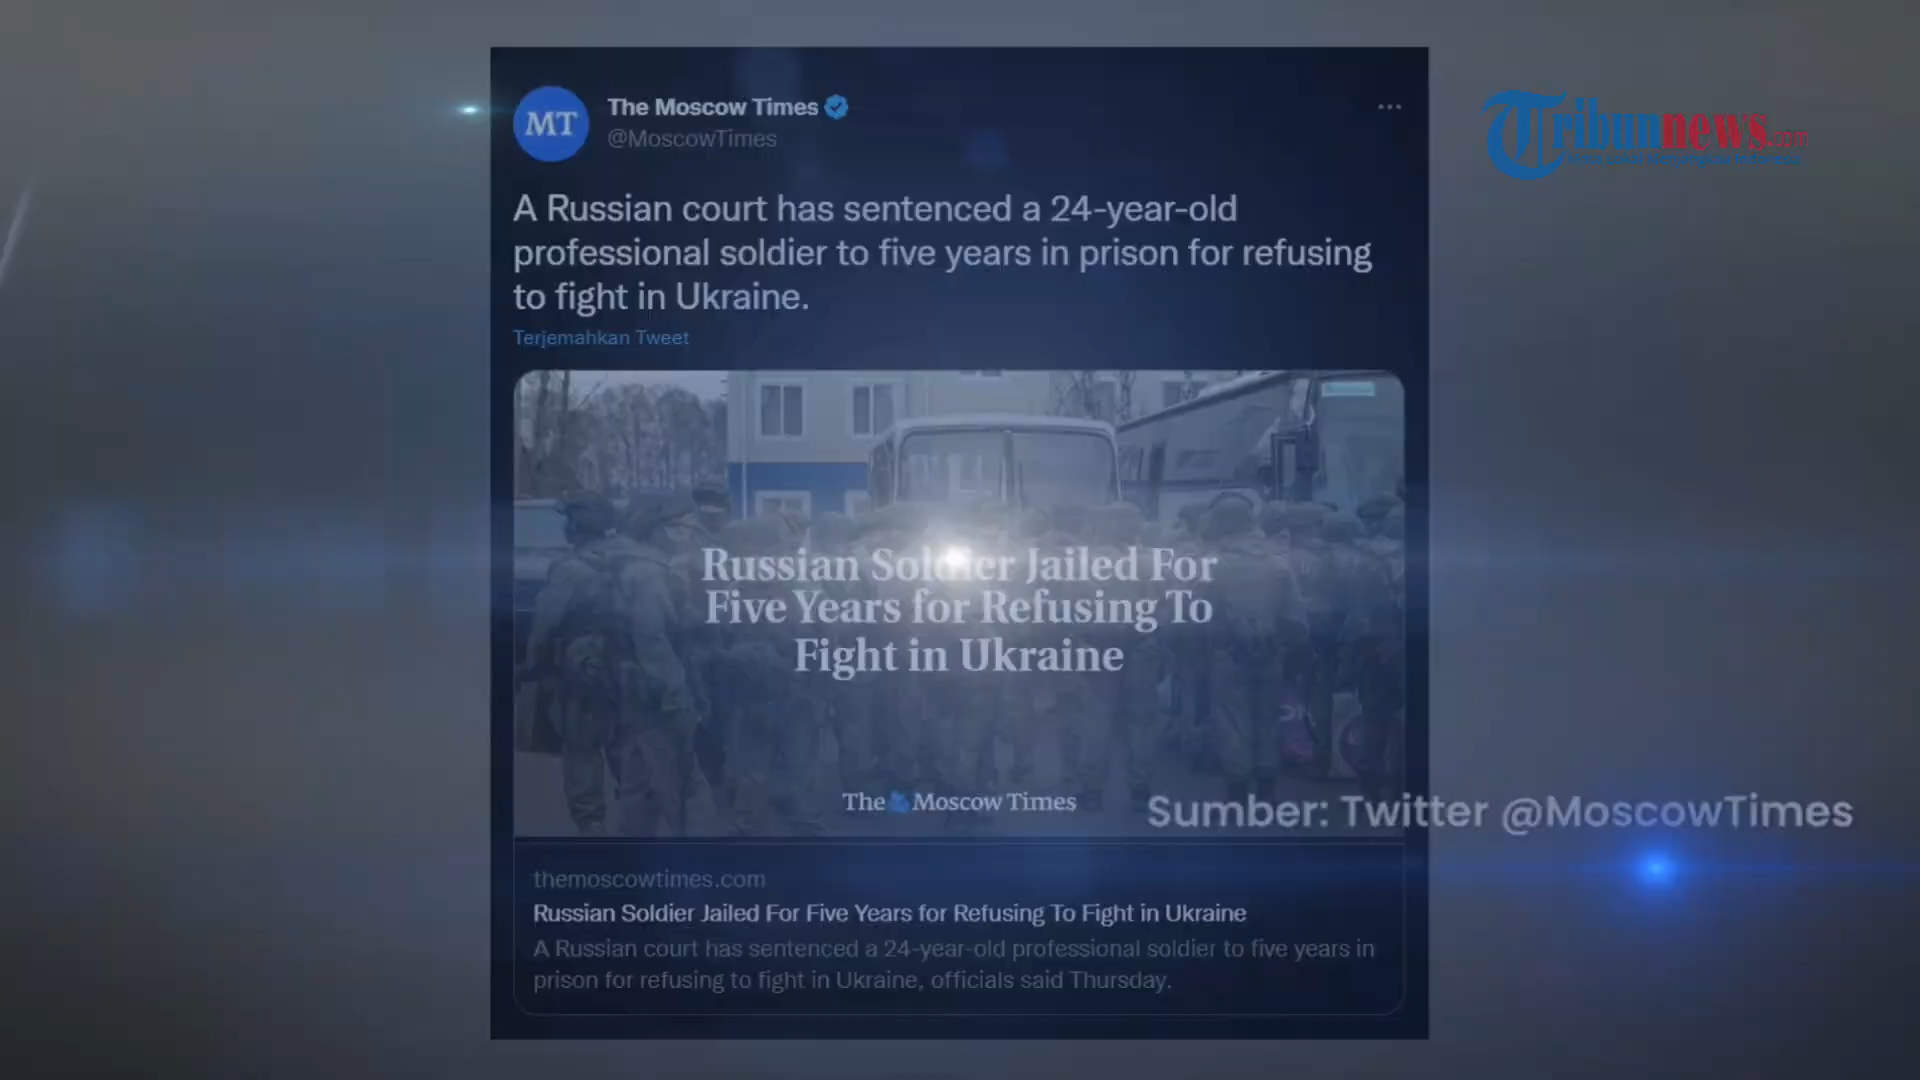 MT
The Moscow Times
@MoscowTimes
Tribunnews.com
A Russian court has sentenced a 24-year-old
professional soldier to five years in prison for refusing
to fight in Ukraine.
Terjemahkan Tweet
Russian Soldier Jailed For
Five Years for Refusing To
Fight in Ukraine
The Moscow Times
Sumber: Twitter @MoscowTimes
themoscowtimes.com
Russian Soldier Jailed For Five Years for Refusing To Fight in Ukraine
A Russian court has sentenced a 24-year-old professional soldier to five years in
prison for refusing to fight in Ukraine, officials said Thursday.